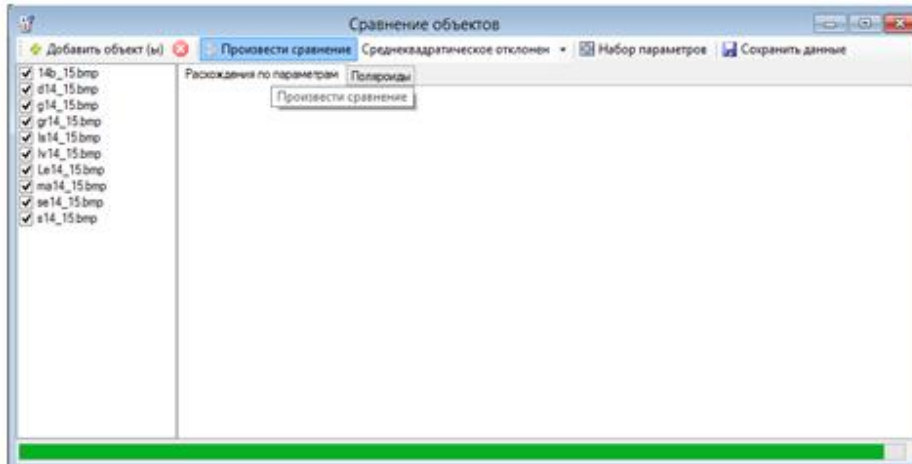 Сравнение объектов
Добавить объект (ы) Произвести сравнение Среднеквадратическое отклонен Набор параметров Сохранить данные
14b_15.bmp
d14_15.bmp
g14_15.bmp
gr14_15.bmp
ls14_15.bmp
lv14_15.bmp
Le14_15.bmp
ma14_15.bmp
se14_15.bmp
s14_15.bmp
Расхождения по параметрам Поляроиды
Произвести сравнение